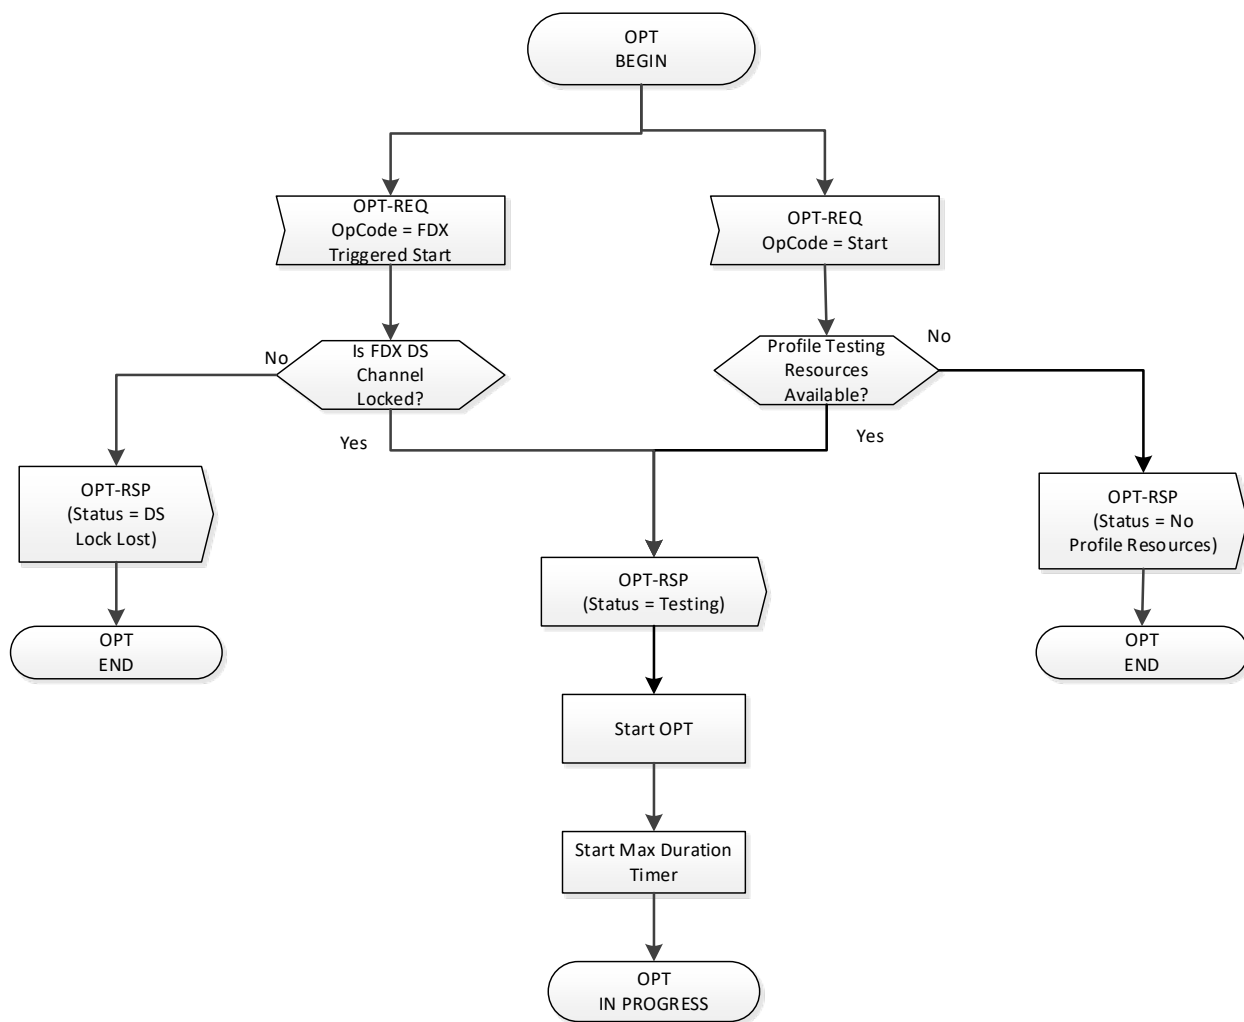 OPT
BEGIN
OPT-REQ
OpCode = FDX
Triggered Start
OPT-REQ
OpCode = Start
No
Is FDX DS
Channel
Locked?
Profile Testing
Resources
Available?
No
Yes
Yes
OPT-RSP
(Status = DS
Lock Lost)
OPT-RSP
(Status = No
Profile Resources)
OPT-RSP
(Status = Testing)
OPT
END
OPT
END
Start OPT
Start Max Duration
Timer
OPT
IN PROGRESS